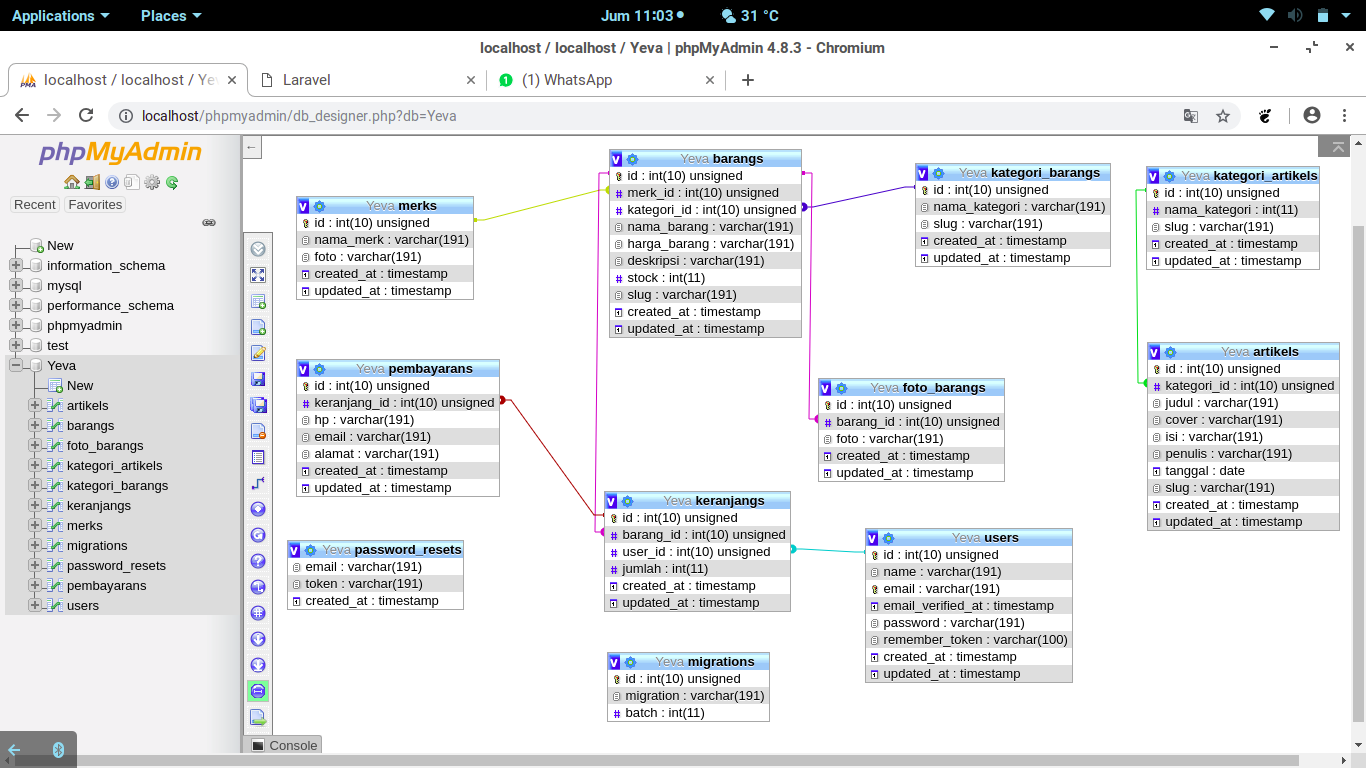 Applications Places Jum 11:03 31 °C
localhost / localhost / Yeva | phpMyAdmin 4.8.3 - Chromium
localhost / localhost / Yev
Laravel
(1) WhatsApp
localhost/phpmyadmin/db_designer.php?db=Yeva
phpMyAdmin
Recent Favorites
New
information_schema
mysql
performance_schema
phpmyadmin
test
Yeva
New
artikels
barangs
foto_barangs
kategori_artikels
kategori_barangs
keranjangs
merks
migrations
password_resets
pembayarans
users
Yeva merks
id : int(10) unsigned
nama_merk : varchar(191)
foto : varchar(191)
created_at : timestamp
updated_at : timestamp
Yeva barangs
id : int(10) unsigned
merk_id : int(10) unsigned
kategori_id : int(10) unsigned
nama_barang : varchar(191)
harga_barang : varchar(191)
deskripsi : varchar(191)
stock : int(11)
slug : varchar(191)
created_at : timestamp
updated_at : timestamp
Yeva kategori_barangs
id : int(10) unsigned
nama_kategori : varchar(191)
slug : varchar(191)
created_at : timestamp
updated_at : timestamp
Yeva kategori_artikels
id : int(10) unsigned
nama_kategori : int(11)
slug : varchar(191)
created_at : timestamp
updated_at : timestamp
Yeva pembayarans
id : int(10) unsigned
keranjang_id : int(10) unsigned
hp : varchar(191)
email : varchar(191)
alamat : varchar(191)
created_at : timestamp
updated_at : timestamp
Yeva foto_barangs
id : int(10) unsigned
barang_id : int(10) unsigned
foto : varchar(191)
created_at : timestamp
updated_at : timestamp
Yeva artikels
id : int(10) unsigned
kategori_id : int(10) unsigned
judul : varchar(191)
cover : varchar(191)
isi : varchar(191)
penulis : varchar(191)
tanggal : date
slug : varchar(191)
created_at : timestamp
updated_at : timestamp
Yeva password_resets
email : varchar(191)
token : varchar(191)
created_at : timestamp
Yeva keranjangs
id : int(10) unsigned
barang_id : int(10) unsigned
user_id : int(10) unsigned
jumlah : int(11)
created_at : timestamp
updated_at : timestamp
Yeva users
id : int(10) unsigned
name : varchar(191)
email : varchar(191)
email_verified_at : timestamp
password : varchar(191)
remember_token : varchar(100)
created_at : timestamp
updated_at : timestamp
Yeva migrations
id : int(10) unsigned
migration : varchar(191)
batch : int(11)
Console